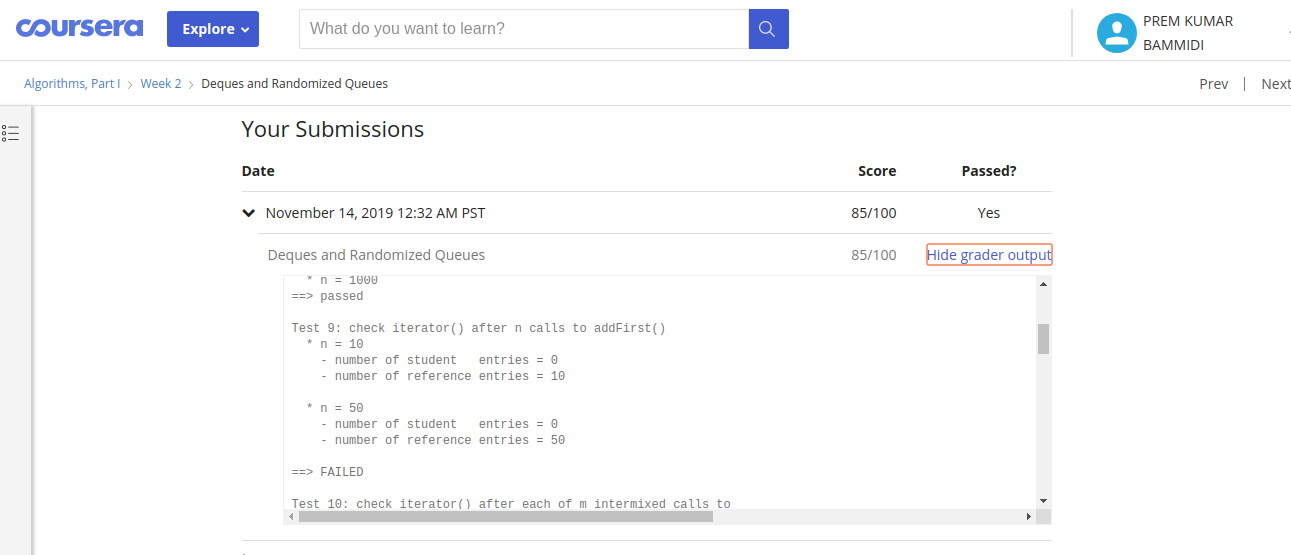 coursera
Explore
What do you want to learn?
PREM KUMAR
BAMMIDI
Algorithms, Part I > Week 2 > Deques and Randomized Queues
Prev | Next
Your Submissions
Date Score Passed?
November 14, 2019 12:32 AM PST 85/100 Yes
Deques and Randomized Queues 85/100 Hide grader output
* n = 1000
==> passed
Test 9: check iterator() after n calls to addFirst()
* n = 10
- number of student   entries = 0
- number of reference entries = 10
* n = 50
- number of student   entries = 0
- number of reference entries = 50
==> FAILED
Test 10: check iterator() after each of m intermixed calls to